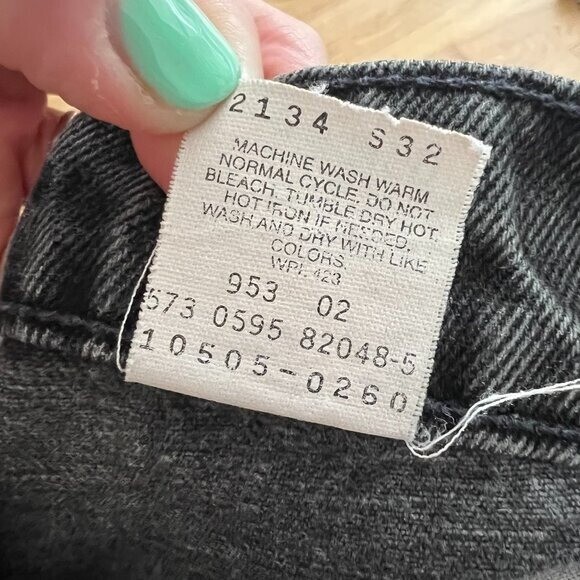 2134 S32
MACHINE WASH WARM
NORMAL CYCLE. DO NOT
BLEACH. TUMBLE DRY HOT.
HOT IRON IF NEEDED.
WASH AND DRY WITH LIKE
COLORS.
WPL 423
953 02
573 0595 82048-5
10505-0260